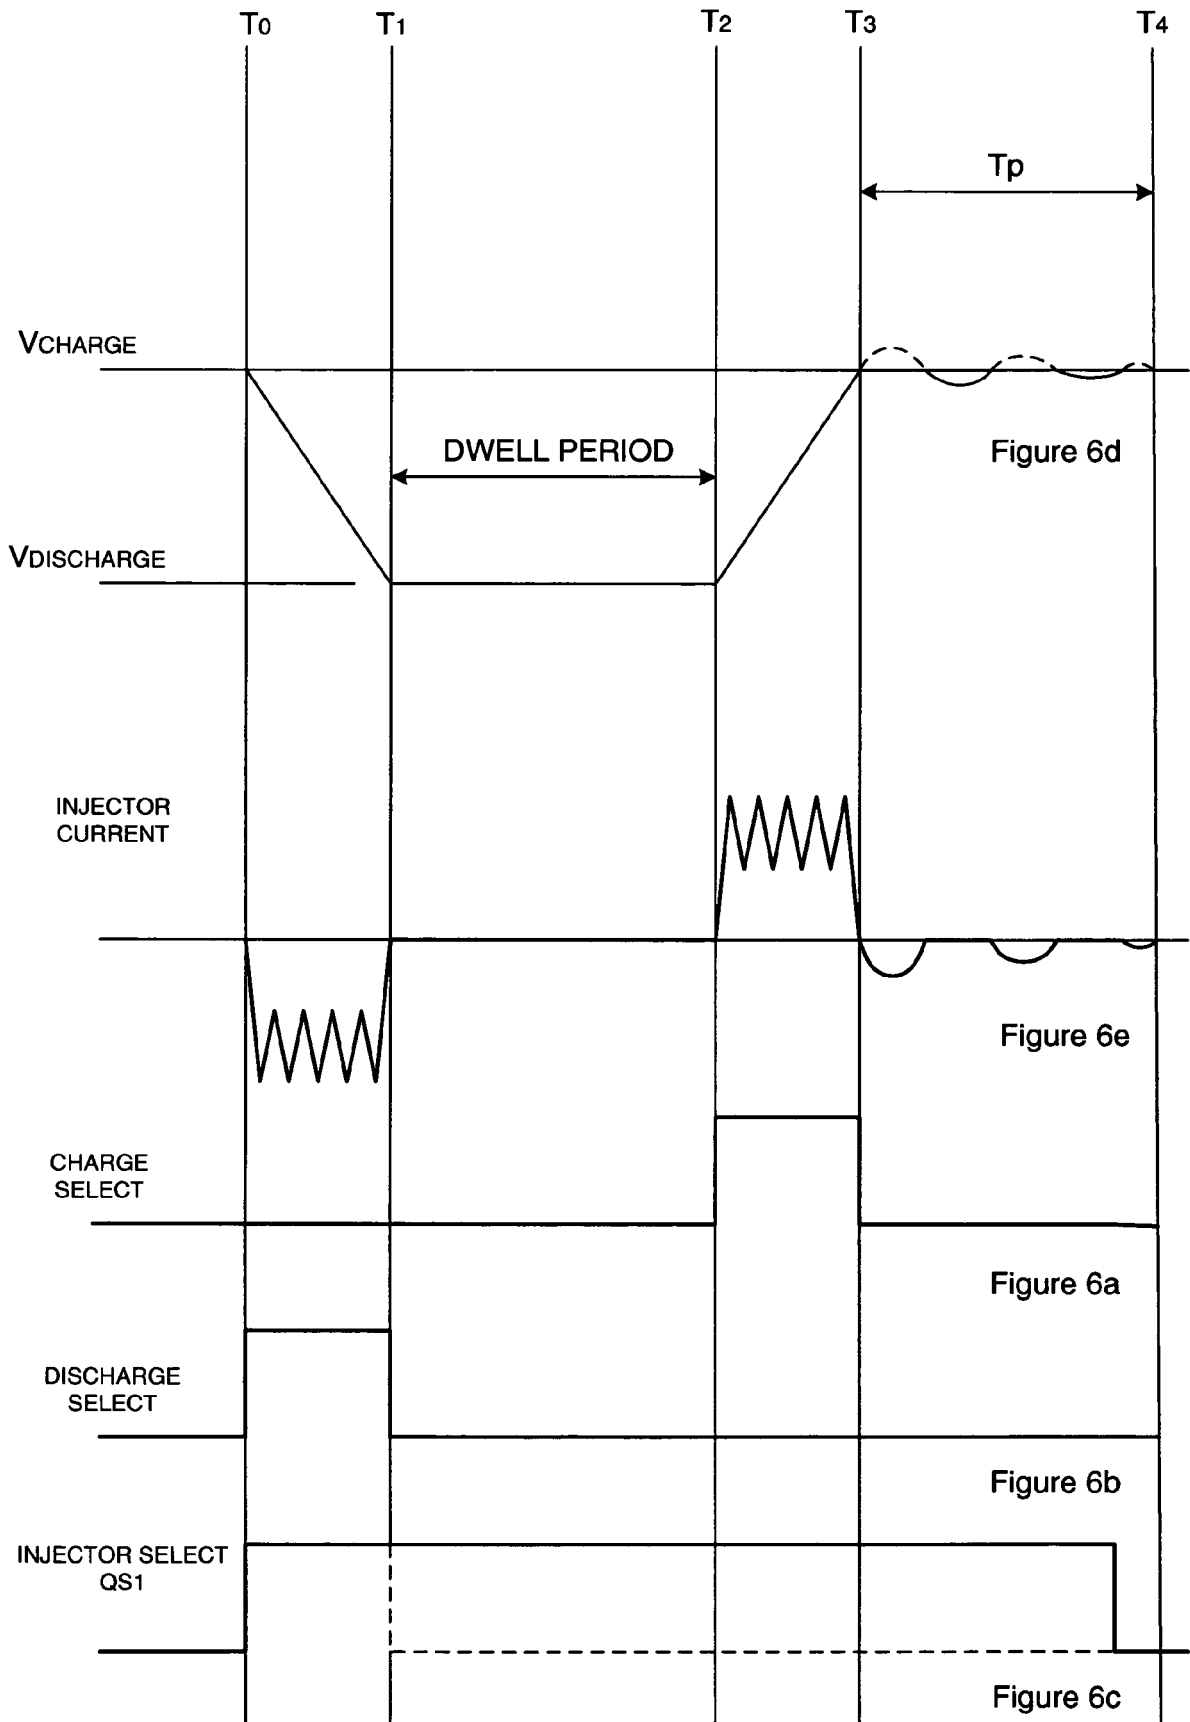 T0 T1 T2 T3 T4
Tp
VCHARGE
DWELL PERIOD
Figure 6d
VDISCHARGE
INJECTOR
CURRENT
Figure 6e
CHARGE
SELECT
Figure 6a
DISCHARGE
SELECT
Figure 6b
INJECTOR SELECT
QS1
Figure 6c